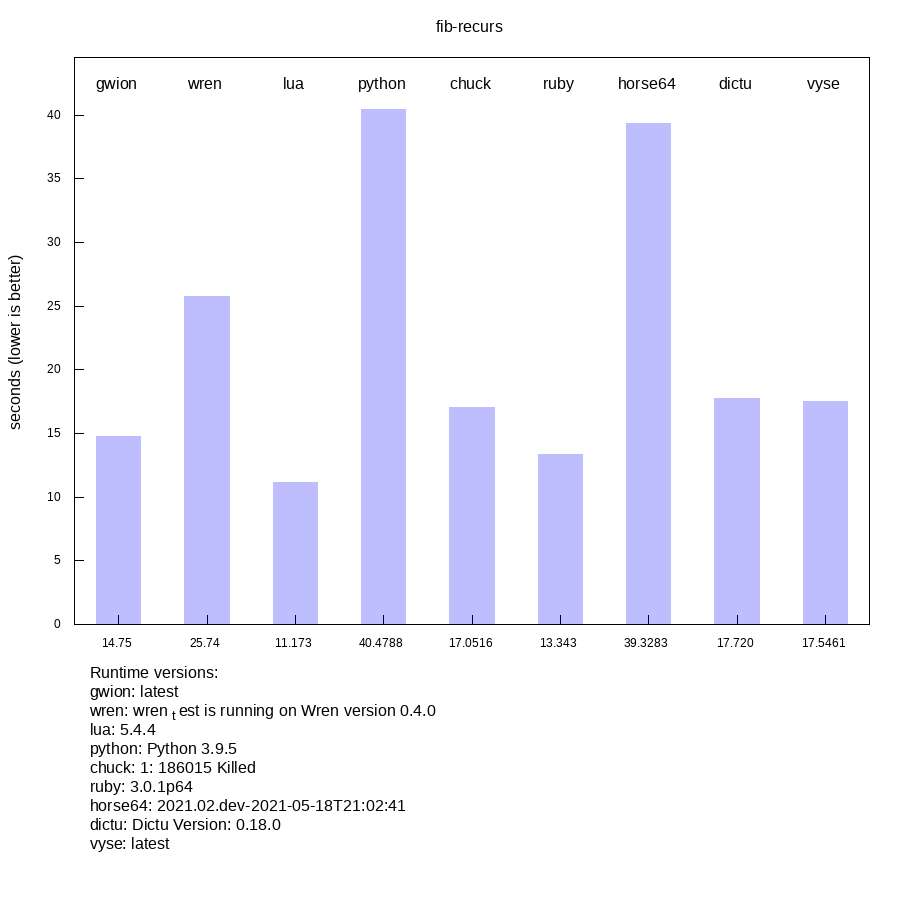 fib-recurs
gwion wren lua python chuck ruby horse64 dictu vyse
40
35
30
25
20
15
10
5
0
seconds (lower is better)
14.75 25.74 11.173 40.4788 17.0516 13.343 39.3283 17.720 17.5461
Runtime versions:
gwion: latest
wren: wren t est is running on Wren version 0.4.0
lua: 5.4.4
python: Python 3.9.5
chuck: 1: 186015 Killed
ruby: 3.0.1p64
horse64: 2021.02.dev-2021-05-18T21:02:41
dictu: Dictu Version: 0.18.0
vyse: latest